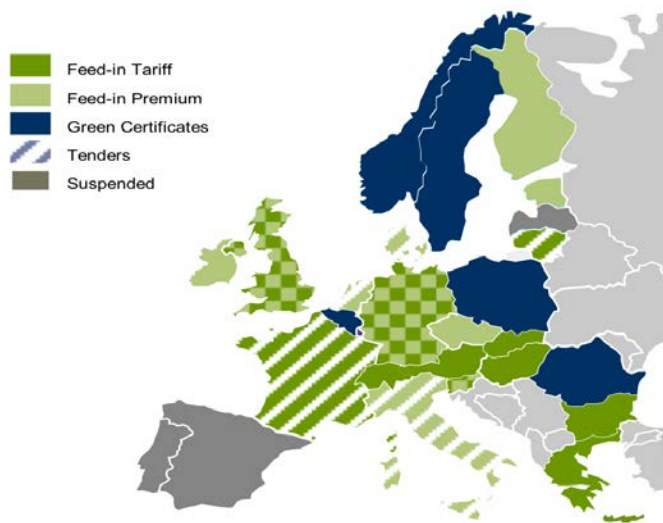 Feed-in Tariff
Feed-in Premium
Green Certificates
Tenders
Suspended